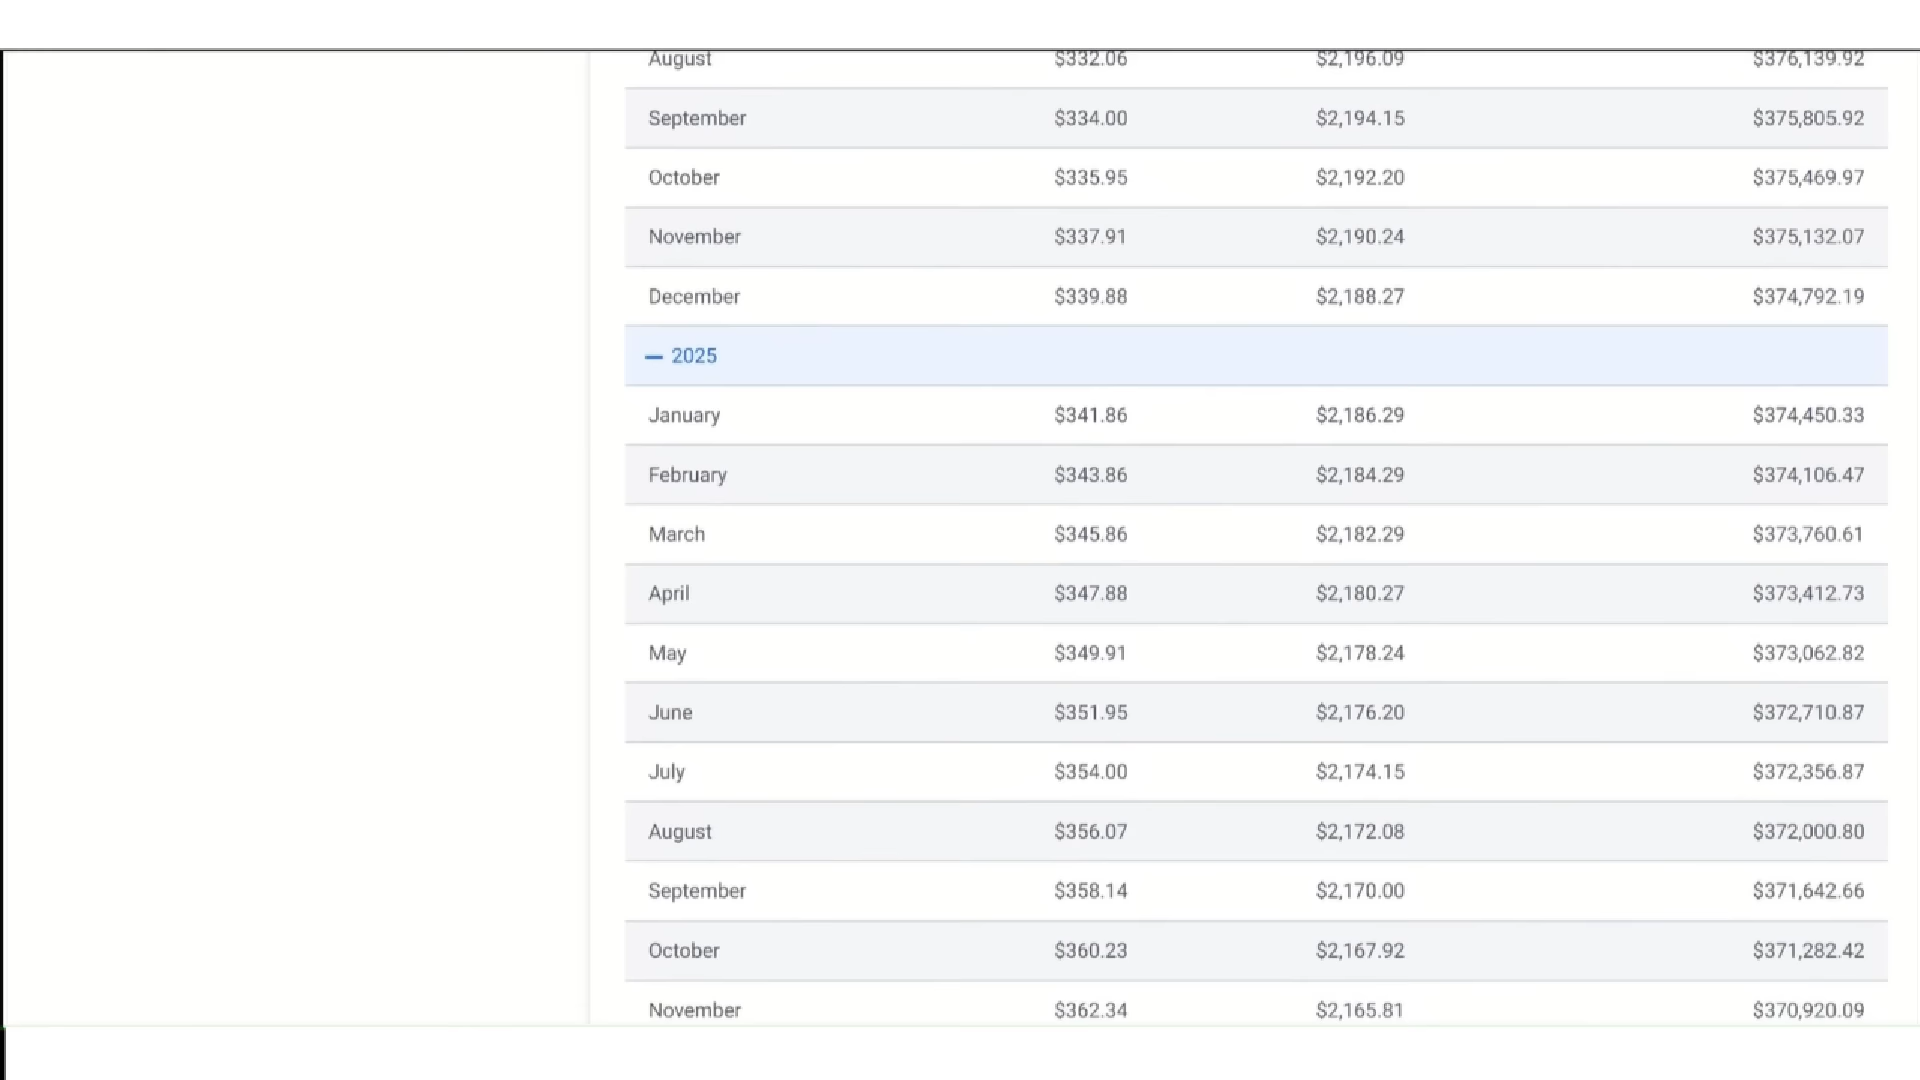 August $332.06 $2,196.09 $376,139.92
September $334.00 $2,194.15 $375,805.92
October $335.95 $2,192.20 $375,469.97
November $337.91 $2,190.24 $375,132.07
December $339.88 $2,188.27 $374,792.19
— 2025
January $341.86 $2,186.29 $374,450.33
February $343.86 $2,184.29 $374,106.47
March $345.86 $2,182.29 $373,760.61
April $347.88 $2,180.27 $373,412.73
May $349.91 $2,178.24 $373,062.82
June $351.95 $2,176.20 $372,710.87
July $354.00 $2,174.15 $372,356.87
August $356.07 $2,172.08 $372,000.80
September $358.14 $2,170.00 $371,642.66
October $360.23 $2,167.92 $371,282.42
November $362.34 $2,165.81 $370,920.09